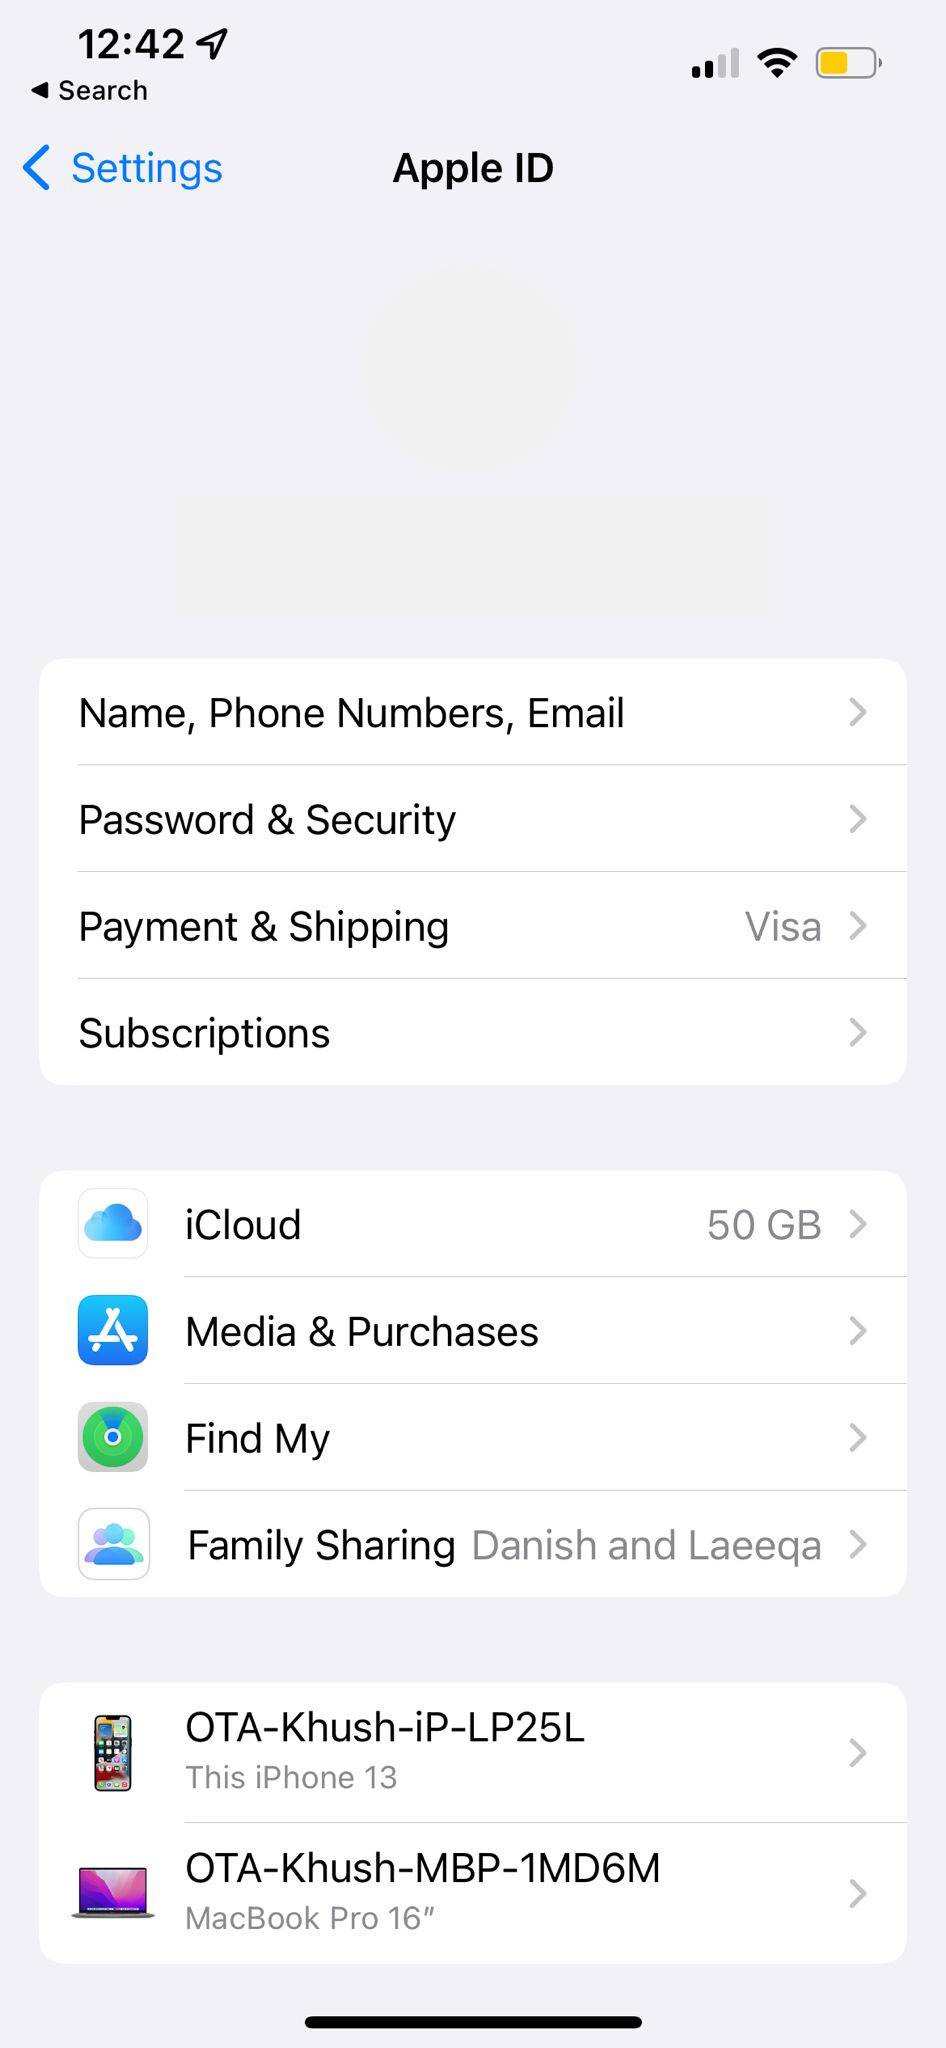 12:42
◀ Search
Settings
Apple ID
Name, Phone Numbers, Email
Password & Security
Payment & Shipping Visa
Subscriptions
iCloud 50 GB
Media & Purchases
Find My
Family Sharing Danish and Laeeqa
OTA-Khush-iP-LP25L
This iPhone 13
OTA-Khush-MBP-1MD6M
MacBook Pro 16″